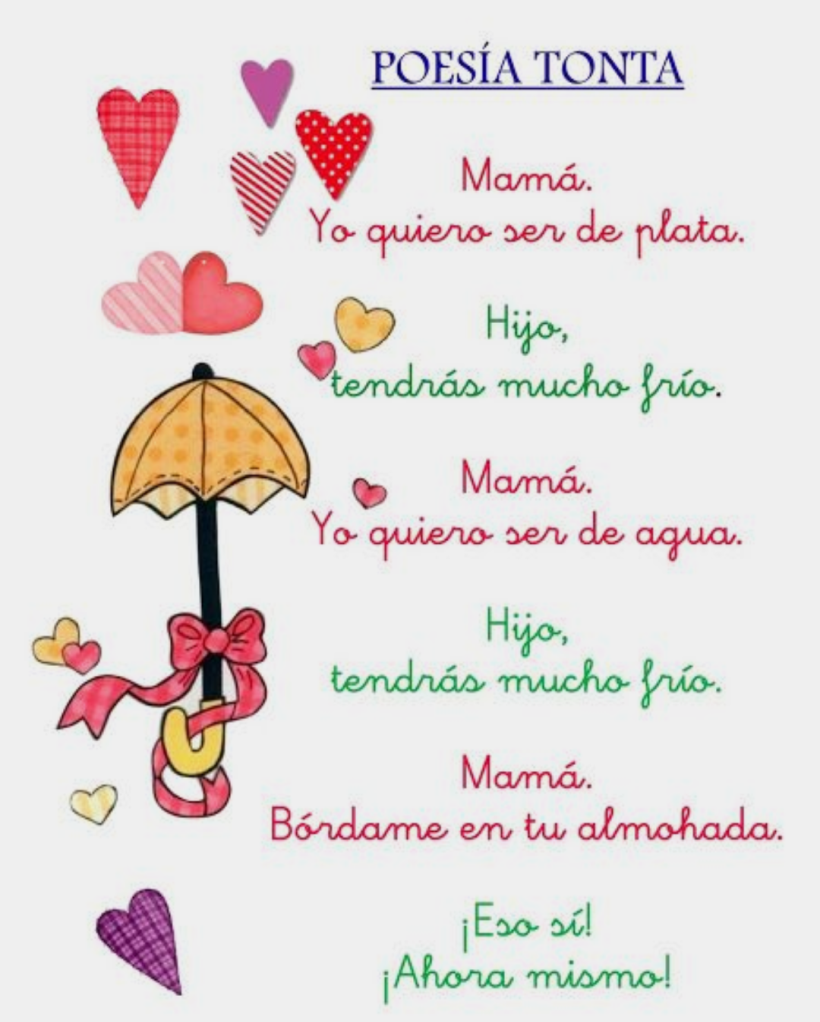 POESÍA TONTA
Mamá.
Yo quiero ser de plata.
Hijo,
tendrás mucho frío.
Mamá.
Yo quiero ser de agua.
Hijo,
tendrás mucho frío.
Mamá.
Bórdame en tu almohada.
¡Eso sí!
¡Ahora mismo!